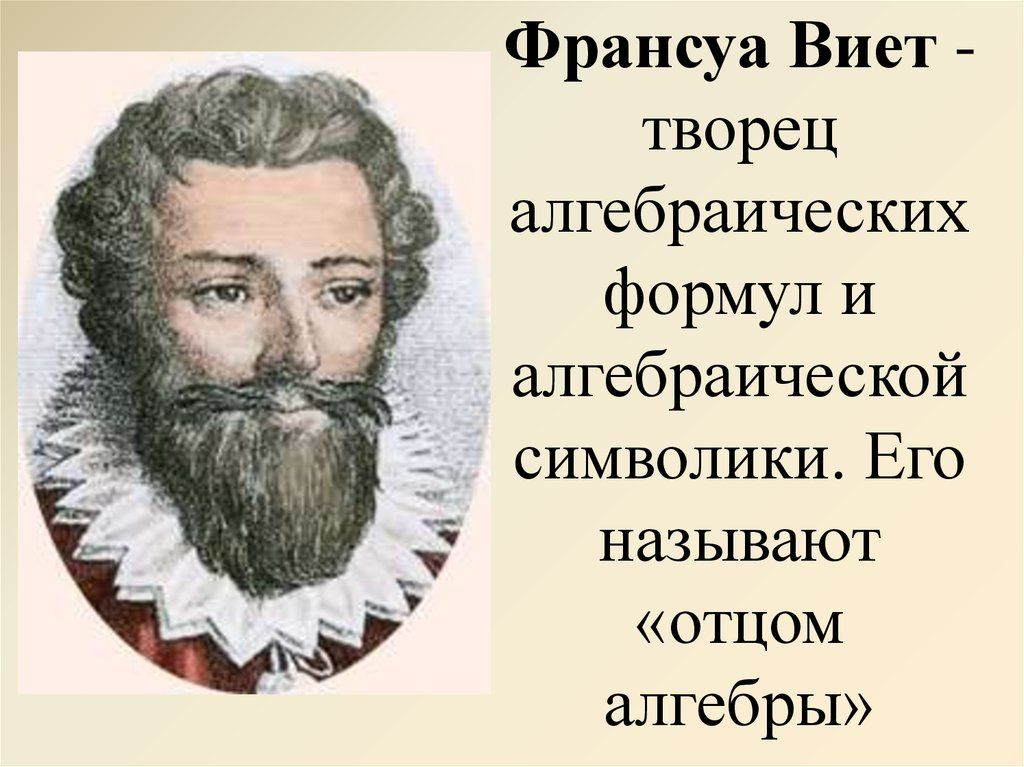 Франсуа Виет -
творец
алгебраических
формул и
алгебраической
символики. Его
называют
«отцом
алгебры»